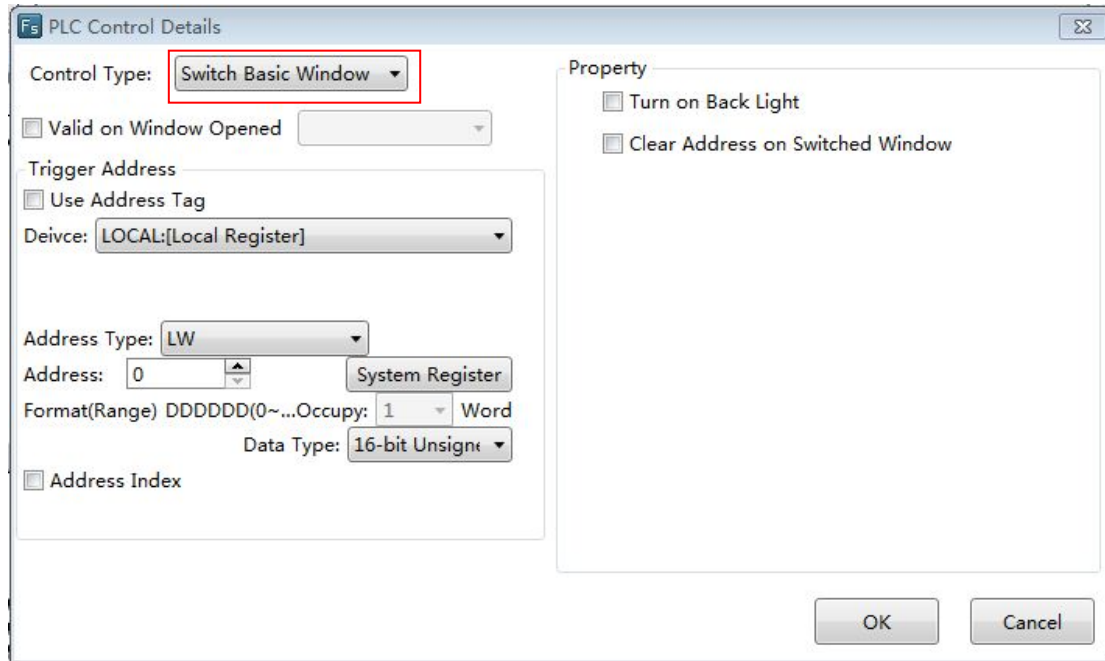 Fs PLC Control Details
Control Type: Switch Basic Window
Valid on Window Opened
Trigger Address
Use Address Tag
Deivce: LOCAL:[Local Register]
Address Type: LW
Address: 0 System Register
Format(Range) DDDDDD(0~...Occupy: 1 Word
Data Type: 16-bit Unsigne
Address Index
Property
Turn on Back Light
Clear Address on Switched Window
OK Cancel